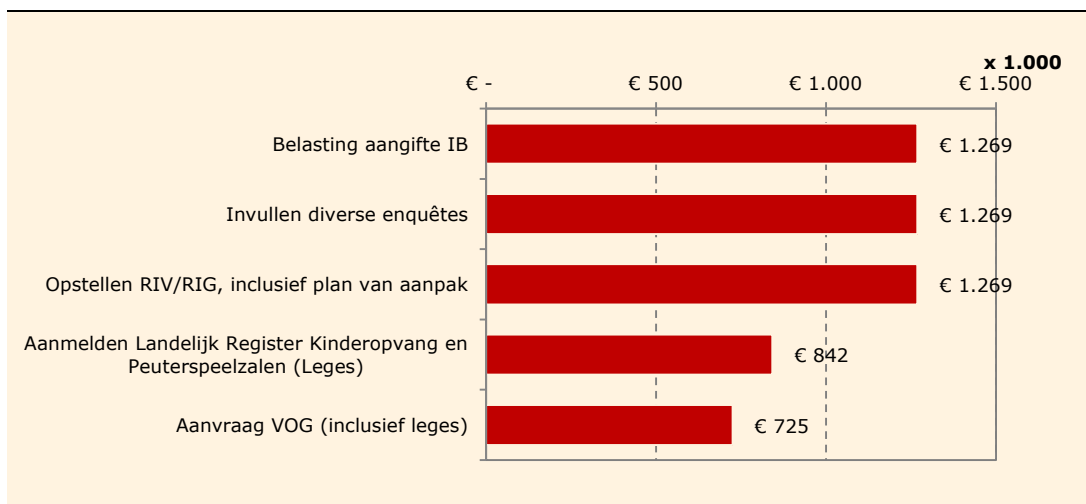 x 1.000
€ - € 500 € 1.000 € 1.500
Belasting aangifte IB € 1.269
Invullen diverse enquêtes € 1.269
Opstellen RIV/RIG, inclusief plan van aanpak € 1.269
Aanmelden Landelijk Register Kinderopvang en
Peuterspeelzalen (Leges) € 842
Aanvraag VOG (inclusief leges) € 725